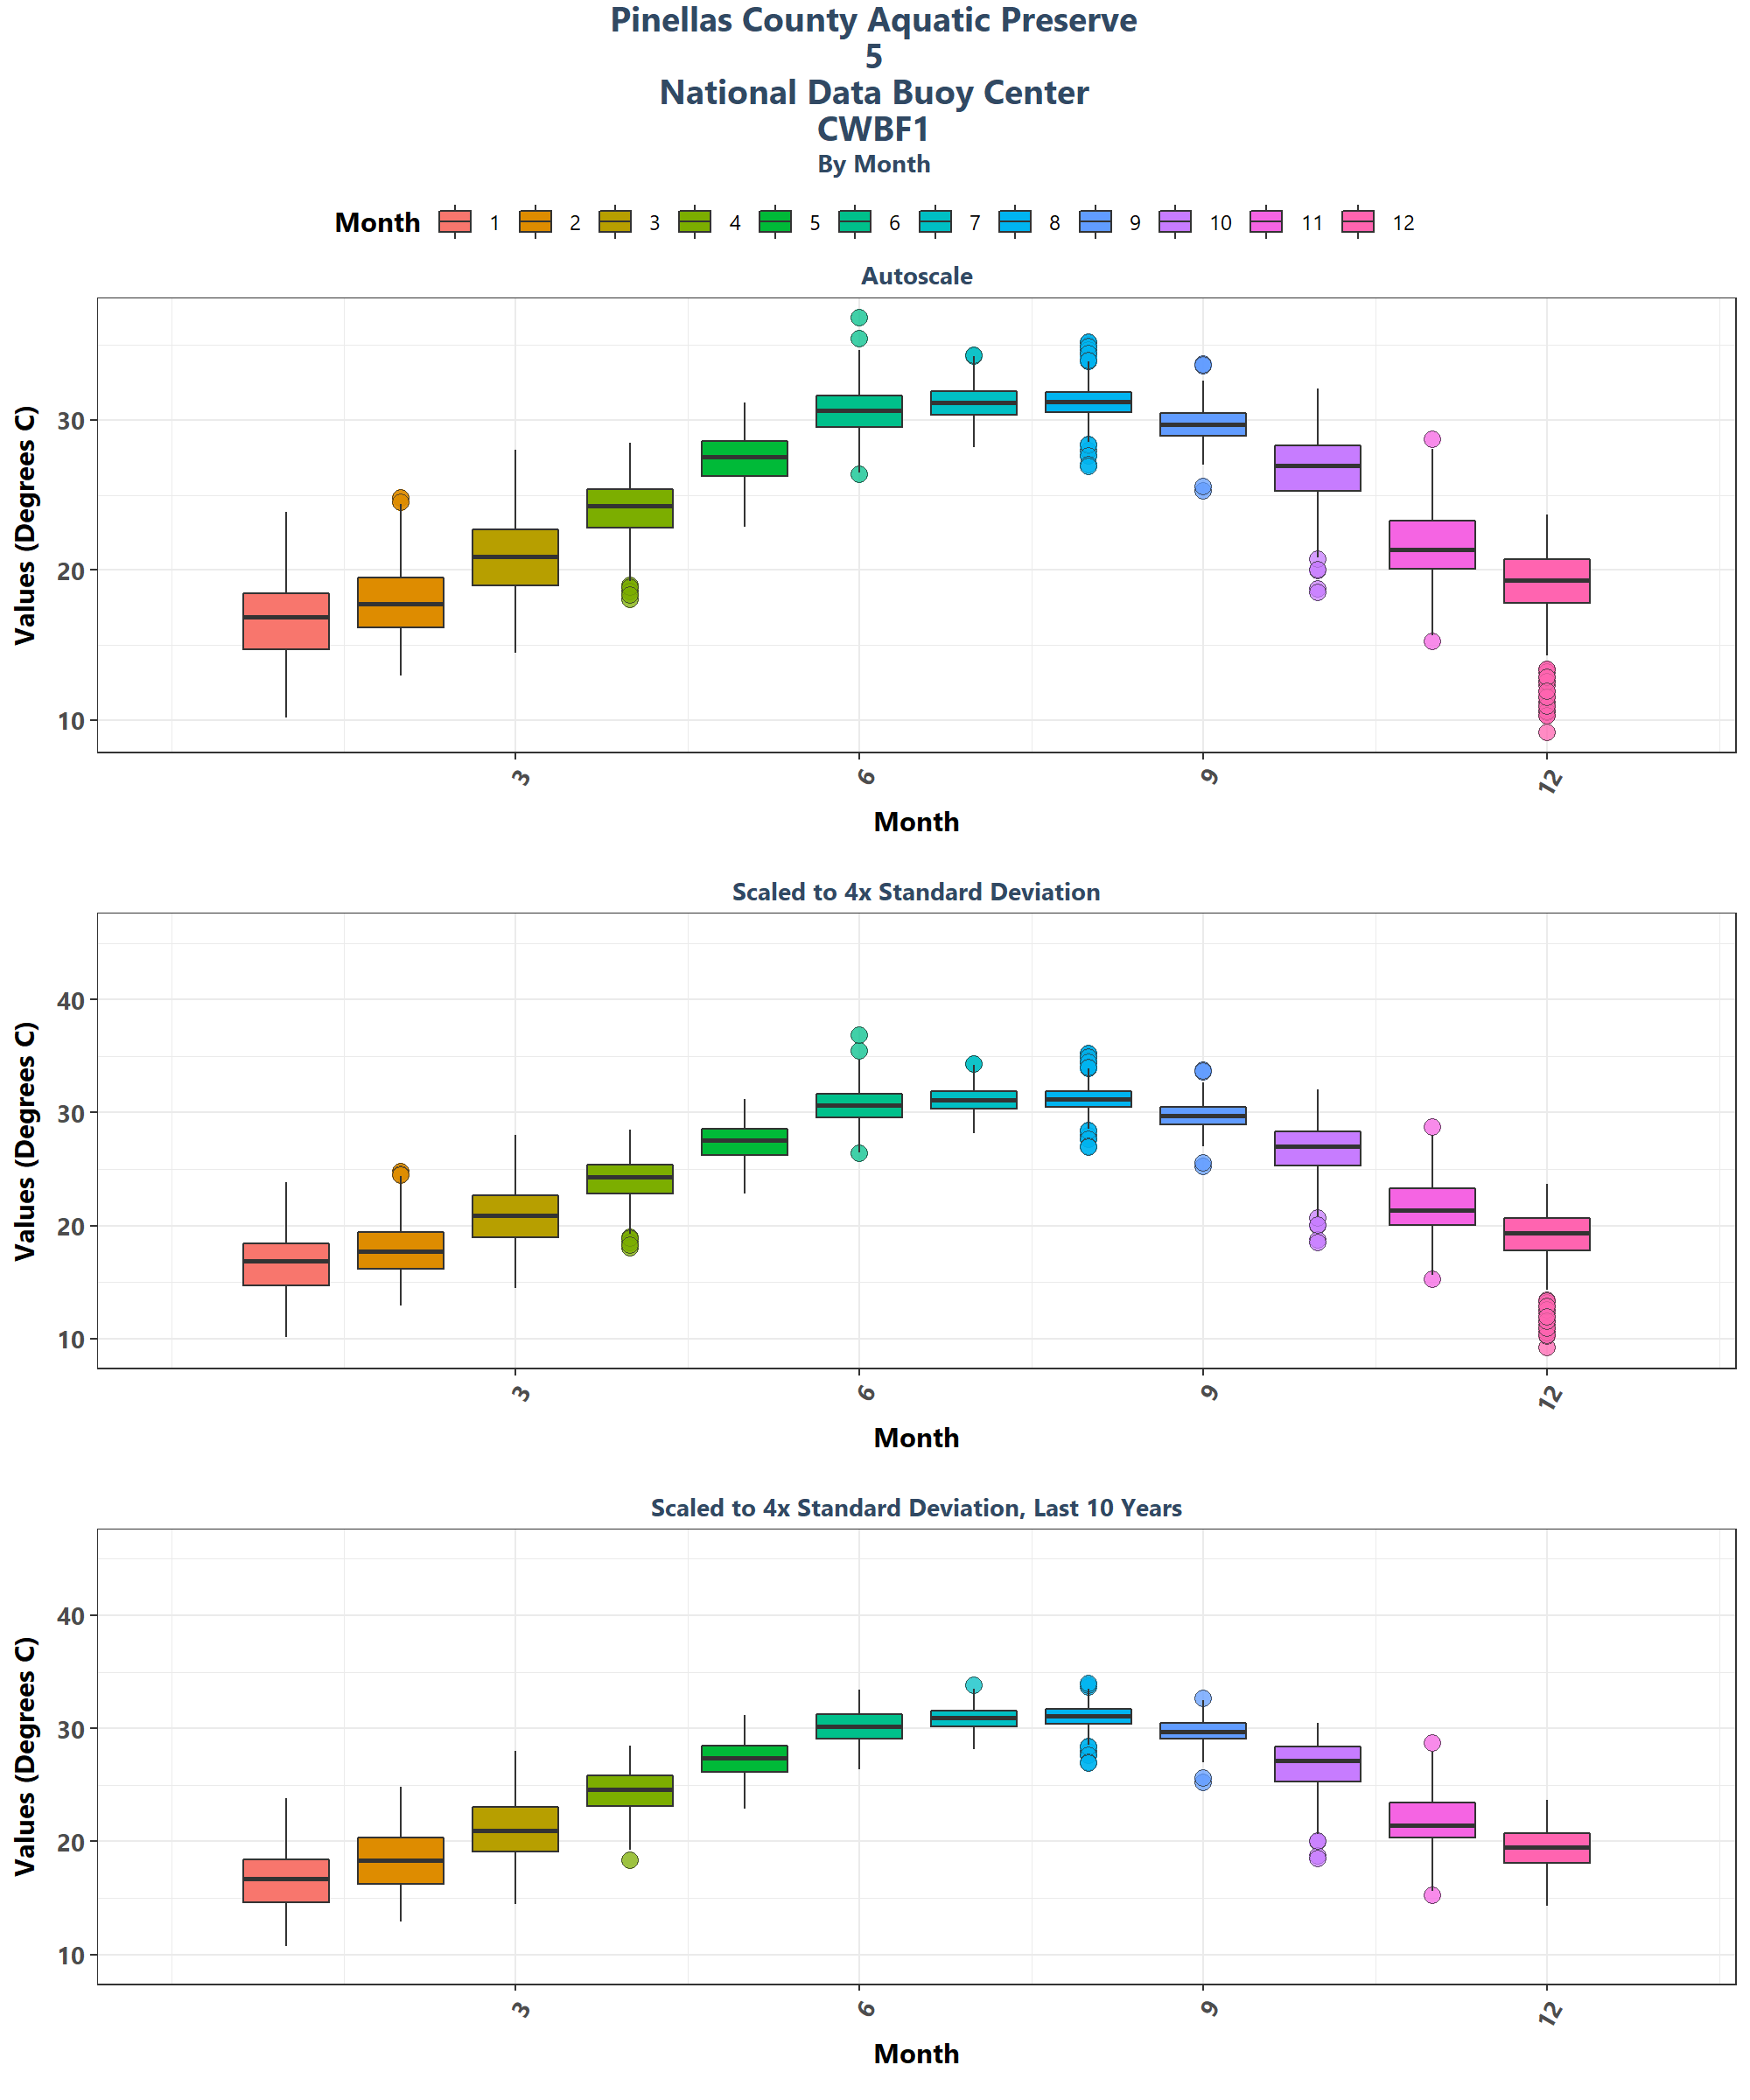 Pinellas County Aquatic Preserve
5
National Data Buoy Center
CWBF1
By Month
Month 1 2 3 4 5 6 7 8 9 10 11 12
Autoscale
Values (Degrees C)
30
20
10
3 6 9 12
Month
Scaled to 4x Standard Deviation
Values (Degrees C)
40
30
20
10
3 6 9 12
Month
Scaled to 4x Standard Deviation, Last 10 Years
Values (Degrees C)
40
30
20
10
3 6 9 12
Month